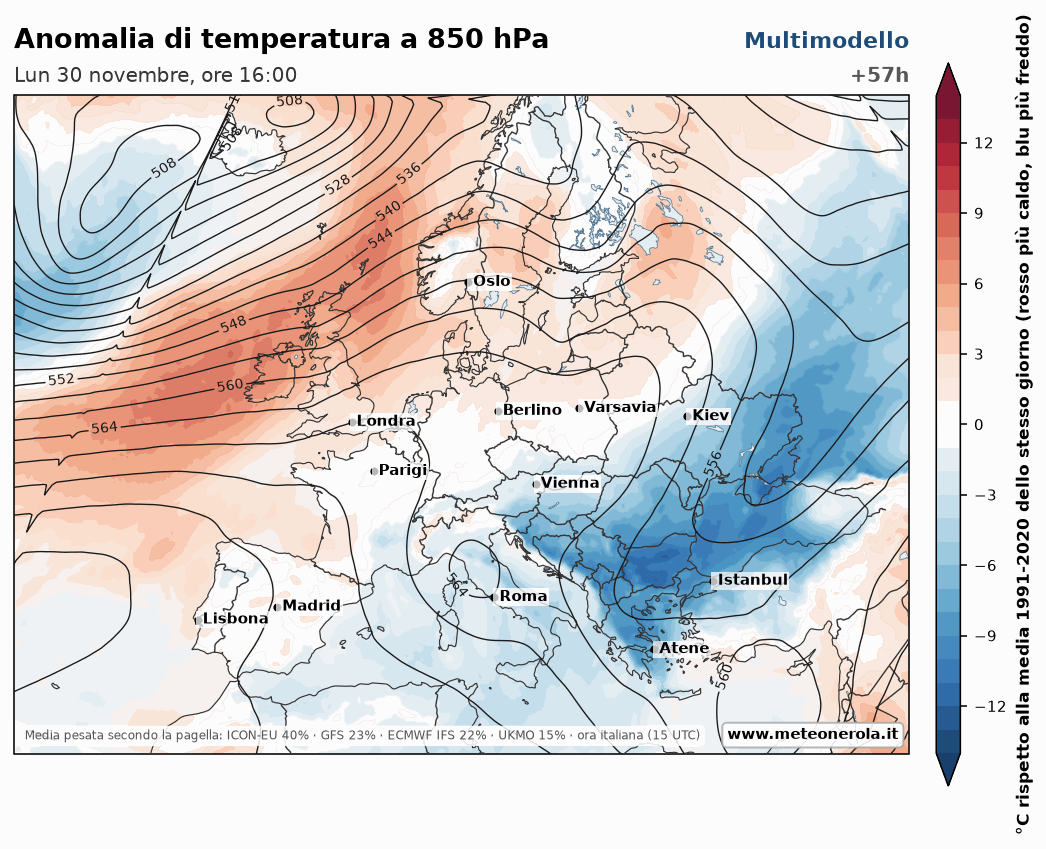 Anomalia di temperatura a 850 hPa
Multimodello
Lun 30 novembre, ore 16:00
+57h
508
508
528
536
540
544
548
552
560
564
556
564
560
Oslo
Berlino
Varsavia
Kiev
Londra
Parigi
Vienna
Roma
Istanbul
Madrid
Lisbona
Atene
Media pesata secondo la pagella: ICON-EU 40% · GFS 23% · ECMWF IFS 22% · UKMO 15% · ora italiana (15 UTC)
www.meteonerola.it
12
9
6
3
0
−3
−6
−9
−12
°C rispetto alla media 1991-2020 dello stesso giorno (rosso più caldo, blu più freddo)